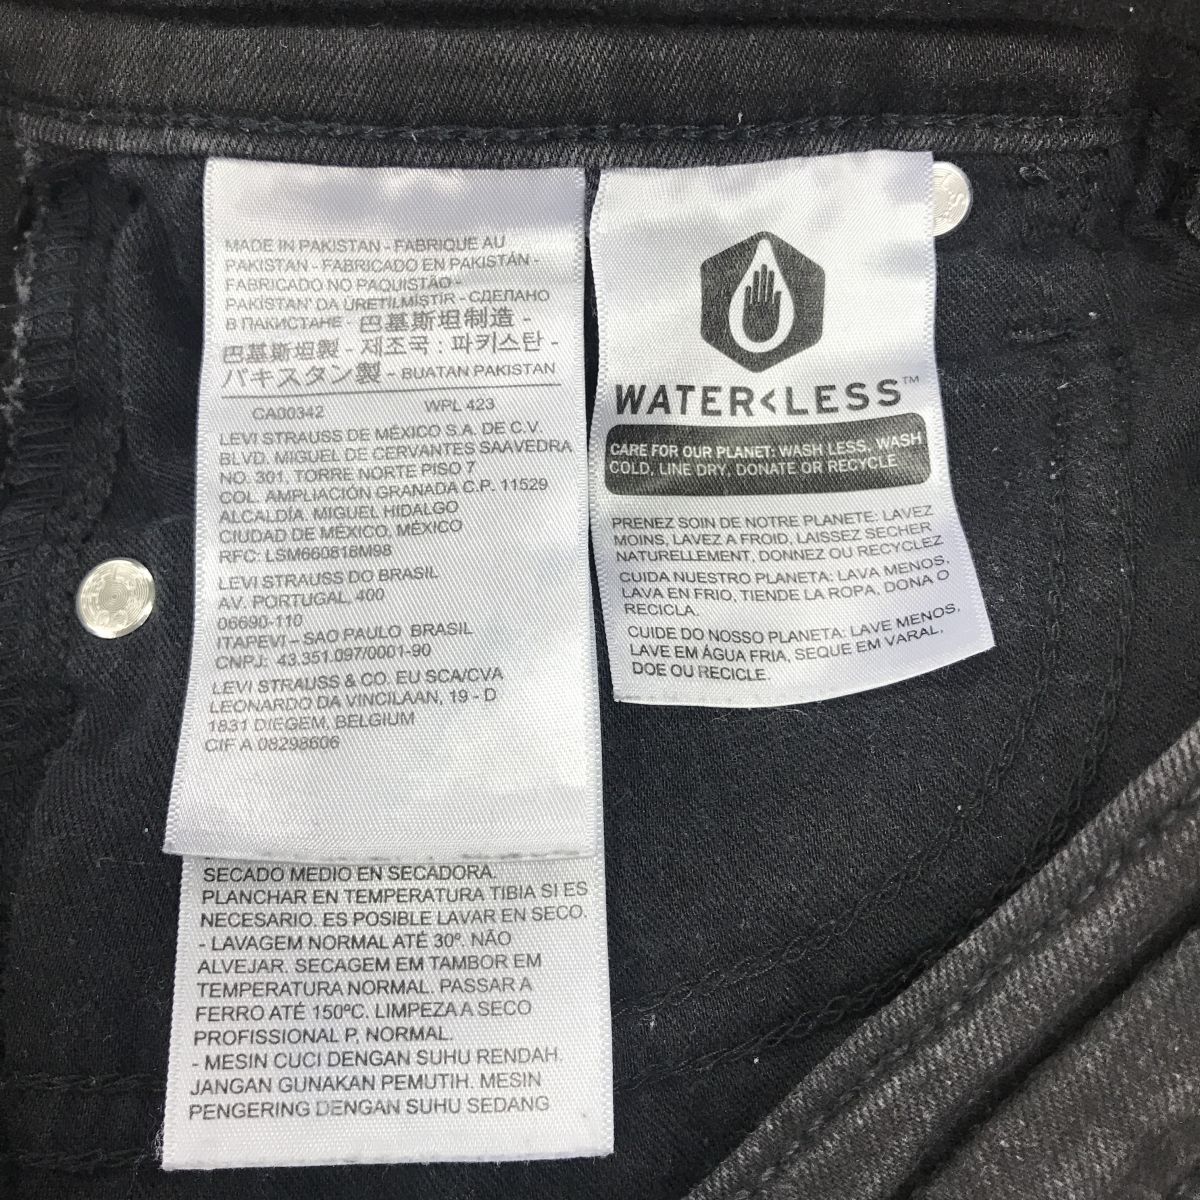 MADE IN PAKISTAN - FABRIQUE AU
PAKISTAN - FABRICADO EN PAKISTÁN -
FABRICADO NO PAQUISTÃO -
PAKİSTAN' DA ÜRETİLMİŞTİR - СДЕЛАНО
В ПАКИСТАНЕ - 巴基斯坦制造 -
巴基斯坦製 - 제조국 : 파키스탄 -
パキスタン製 - BUATAN PAKISTAN
CA00342 WPL 423
LEVI STRAUSS DE MÉXICO S.A. DE C.V.
BLVD. MIGUEL DE CERVANTES SAAVEDRA
NO. 301, TORRE NORTE PISO 7
COL. AMPLIACIÓN GRANADA C.P. 11529
ALCALDÍA. MIGUEL HIDALGO
CIUDAD DE MÉXICO, MÉXICO
RFC: LSM660818M98
LEVI STRAUSS DO BRASIL
AV. PORTUGAL, 400
06690-110
ITAPEVI – SAO PAULO BRASIL
CNPJ: 43.351.097/0001-90
LEVI STRAUSS & CO. EU SCA/CVA
LEONARDO DA VINCILAAN, 19 - D
1831 DIEGEM, BELGIUM
CIF A 08298606
SECADO MEDIO EN SECADORA.
PLANCHAR EN TEMPERATURA TIBIA SI ES
NECESARIO. ES POSIBLE LAVAR EN SECO.
- LAVAGEM NORMAL ATÉ 30º. NÃO
ALVEJAR. SECAGEM EM TAMBOR EM
TEMPERATURA NORMAL. PASSAR A
FERRO ATÉ 150ºC. LIMPEZA A SECO
PROFISSIONAL P, NORMAL.
- MESIN CUCI DENGAN SUHU RENDAH.
JANGAN GUNAKAN PEMUTIH. MESIN
PENGERING DENGAN SUHU SEDANG
WATER<LESS™
CARE FOR OUR PLANET: WASH LESS, WASH
COLD, LINE DRY, DONATE OR RECYCLE
PRENEZ SOIN DE NOTRE PLANETE: LAVEZ
MOINS, LAVEZ A FROID, LAISSEZ SECHER
NATURELLEMENT, DONNEZ OU RECYCLEZ
CUIDA NUESTRO PLANETA: LAVA MENOS,
LAVA EN FRIO, TIENDE LA ROPA, DONA O
RECICLA.
CUIDE DO NOSSO PLANETA: LAVE MENOS,
LAVE EM ÁGUA FRIA, SEQUE EM VARAL,
DOE OU RECICLE.